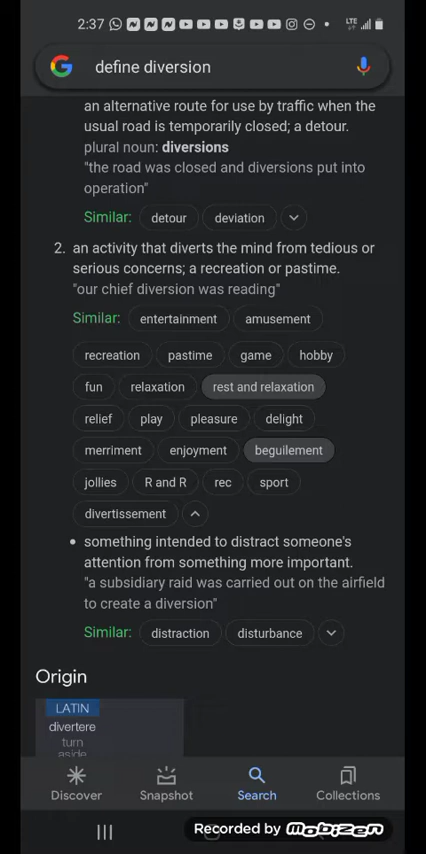 2:37 LTE
define diversion
an alternative route for use by traffic when the
usual road is temporarily closed; a detour.
plural noun: diversions
"the road was closed and diversions put into
operation"
Similar: detour deviation
2. an activity that diverts the mind from tedious or
serious concerns; a recreation or pastime.
"our chief diversion was reading"
Similar: entertainment amusement
recreation pastime game hobby
fun relaxation rest and relaxation
relief play pleasure delight
merriment enjoyment beguilement
jollies R and R rec sport
divertissement
• something intended to distract someone's
attention from something more important.
"a subsidiary raid was carried out on the airfield
to create a diversion"
Similar: distraction disturbance
Origin
LATIN
divertere
turn
aside
Discover Snapshot Search Collections
Recorded by Mobizen